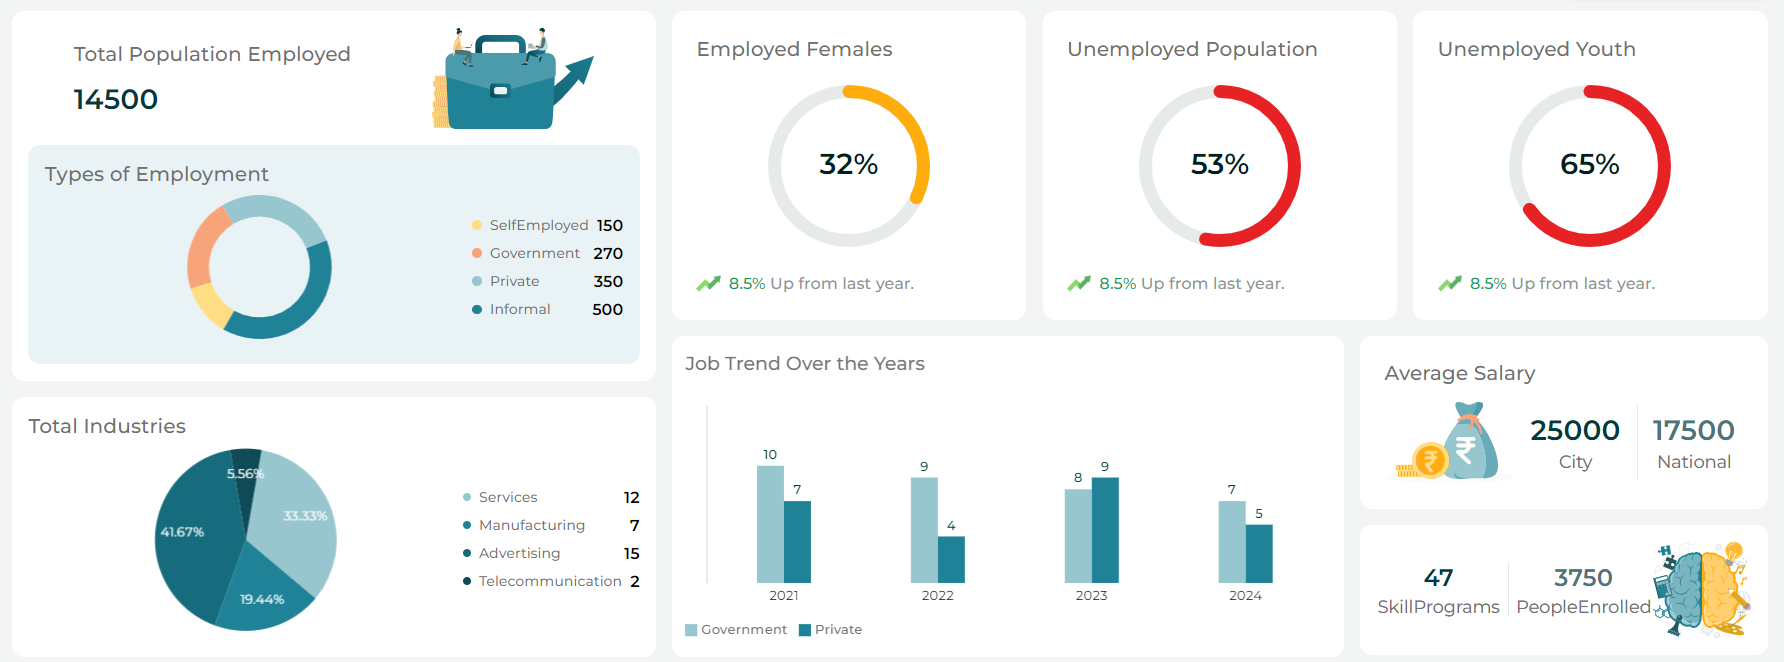 Total Population Employed
14500
Types of Employment
SelfEmployed 150
Government 270
Private 350
Informal 500
Employed Females
32%
8.5% Up from last year.
Unemployed Population
53%
8.5% Up from last year.
Unemployed Youth
65%
8.5% Up from last year.
Total Industries
5.56%
33.33%
41.67%
19.44%
Services 12
Manufacturing 7
Advertising 15
Telecommunication 2
Job Trend Over the Years
10
7
9
4
8
9
7
5
2021
2022
2023
2024
Government
Private
Average Salary
₹
₹
25000
City
17500
National
47
SkillPrograms
3750
PeopleEnrolled